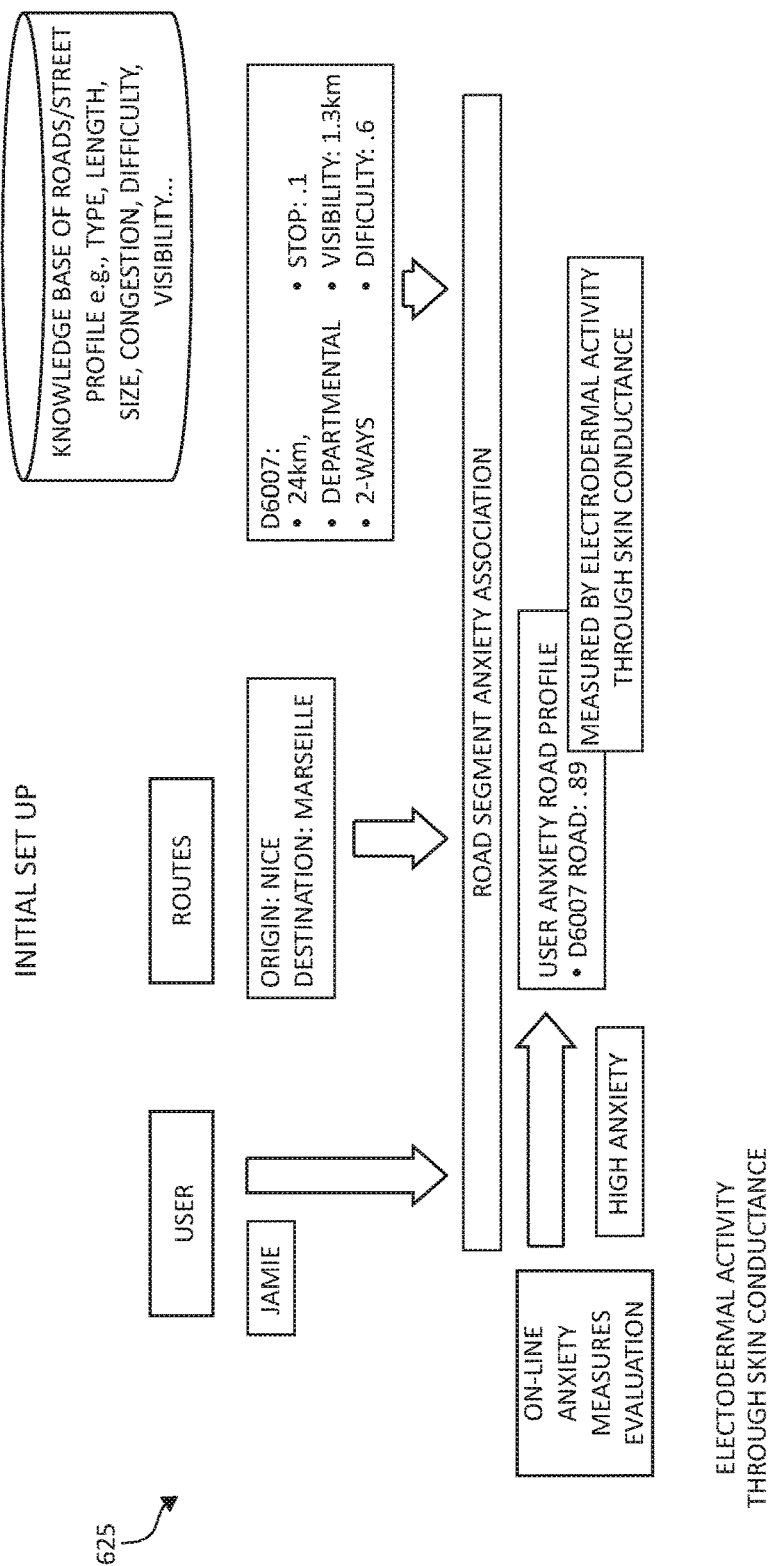 625
INITIAL SET UP
USER
ROUTES
KNOWLEDGE BASE OF ROADS/STREET
PROFILE e.g., TYPE, LENGTH,
SIZE, CONGESTION, DIFFICULTY,
VISIBILITY...
JAMIE
ORIGIN: NICE
DESTINATION: MARSEILLE
D6007:
• 24km,
• DEPARTMENTAL
• 2-WAYS
• STOP: .1
• VISIBILITY: 1.3km
• DIFICULTY: .6
ROAD SEGMENT ANXIETY ASSOCIATION
ON-LINE
ANXIETY
MEASURES
EVALUATION
HIGH ANXIETY
USER ANXIETY ROAD PROFILE
• D6007 ROAD: .89
MEASURED BY ELECTRODERMAL ACTIVITY
THROUGH SKIN CONDUCTANCE
ELECTODERMAL ACTIVITY
THROUGH SKIN CONDUCTANCE